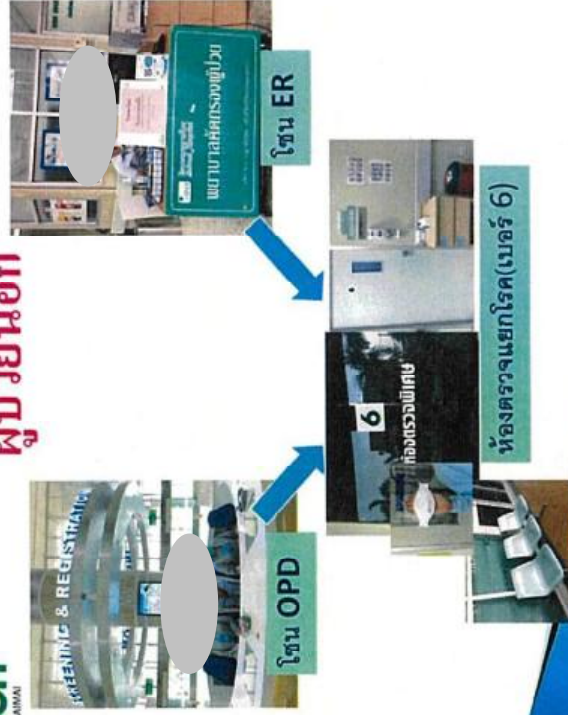 ผู้ป่วยนอก
SCREENING & REGISTRATION
โซน OPD
พยาบาลคัดกรองผู้ป่วย
โซน ER
6
ห้องตรวจพิเศษ
ห้องตรวจแยกโรค(เบอร์ 6)